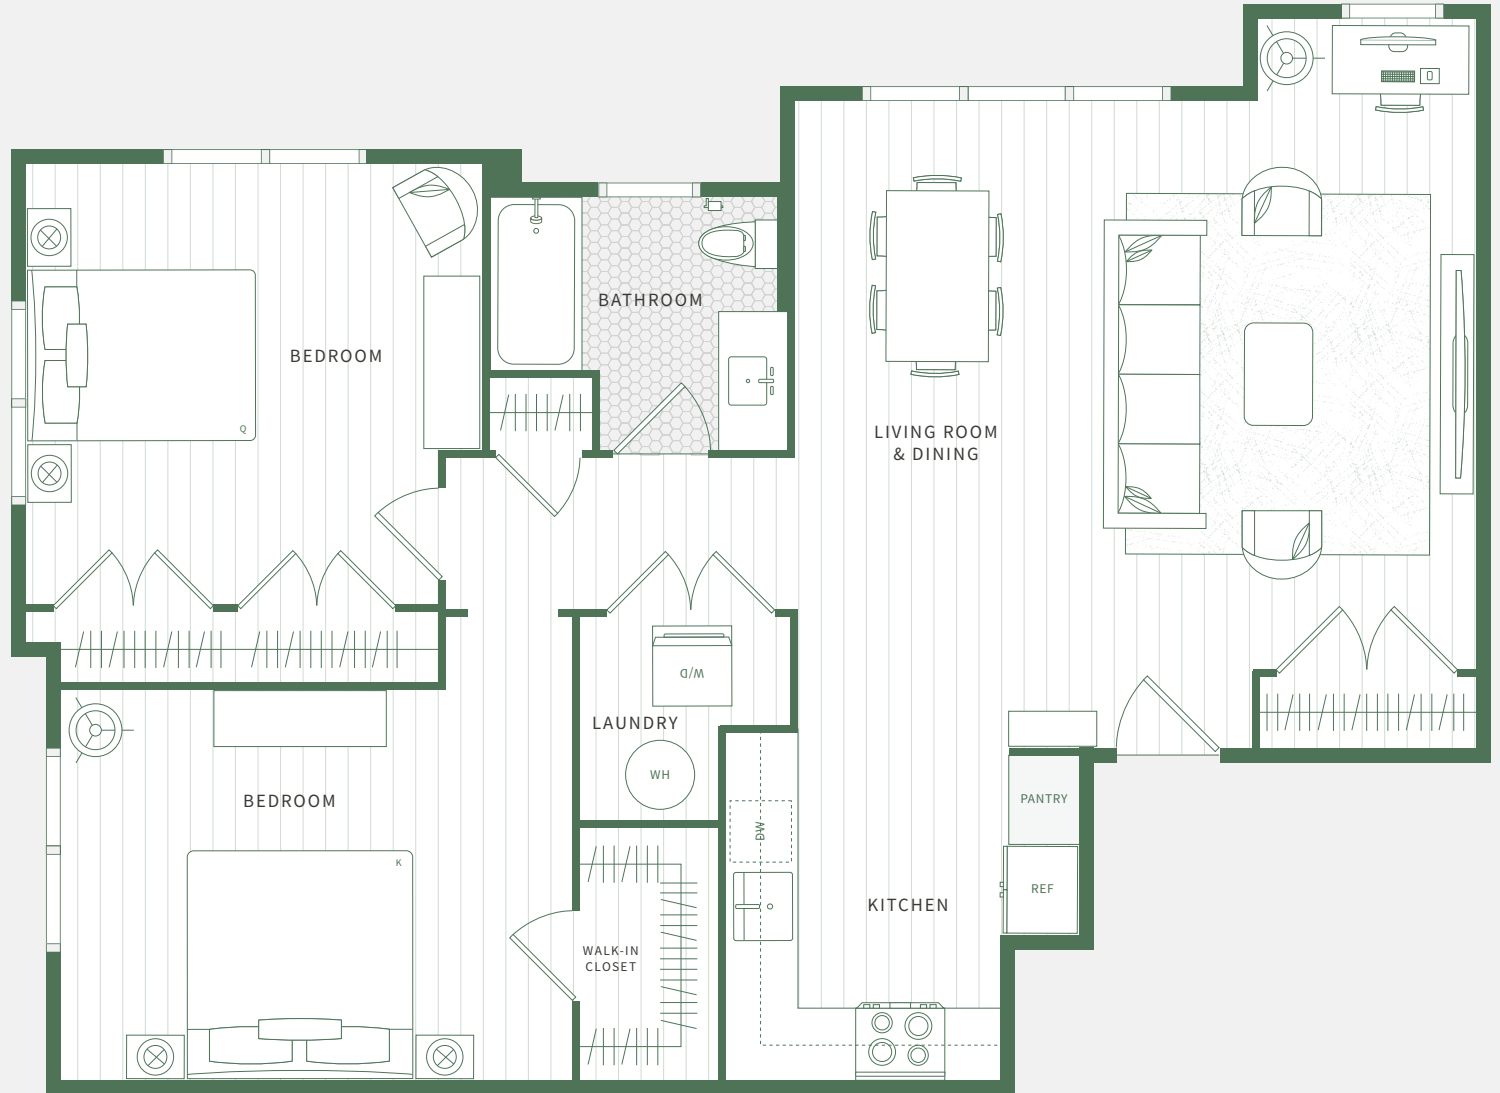 BATHROOM
BEDROOM
Q
LIVING ROOM
& DINING
W/D
LAUNDRY
WH
PANTRY
BEDROOM
DW
K
REF
KITCHEN
WALK-IN
CLOSET